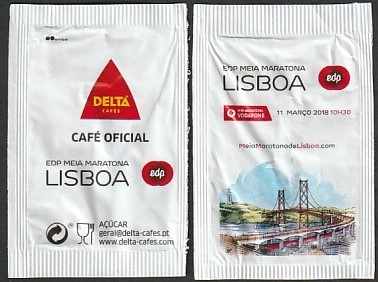 DELTA
CAFÉS
CAFÉ OFICIAL
EDP MEIA MARATONA
LISBOA
edp
AÇÚCAR
geral@delta-cafes.pt
www.delta-cafes.com
EDP MEIA MARATONA
LISBOA
edp
MARATONA
VODAFONE
11 MARÇO 2018 10H30
MeiaMaratonadeLisboa.com